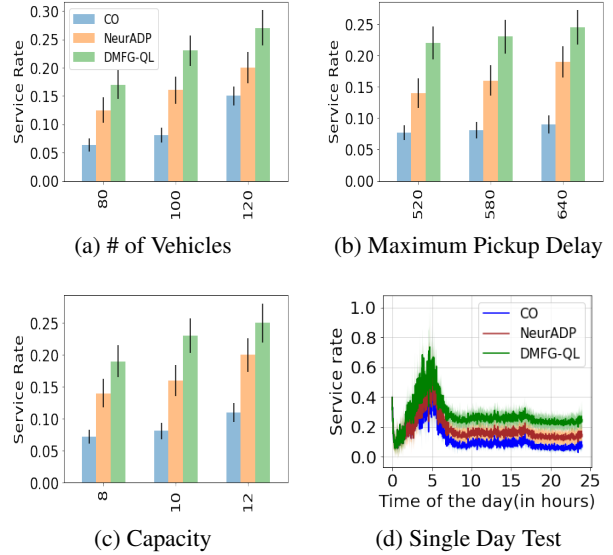 0.30
0.25
0.20
0.15
0.10
0.05
0.00
Service Rate
CO
NeurADP
DMFG-QL
80
100
120
(a) # of Vehicles
0.25
0.20
0.15
0.10
0.05
0.00
Service Rate
520
580
640
(b) Maximum Pickup Delay
0.25
0.20
0.15
0.10
0.05
0.00
Service Rate
8
10
12
(c) Capacity
1.0
0.8
0.6
0.4
0.2
0.0
Service rate
CO
NeurADP
DMFG-QL
0 5 10 15 20 25
Time of the day(in hours)
(d) Single Day Test